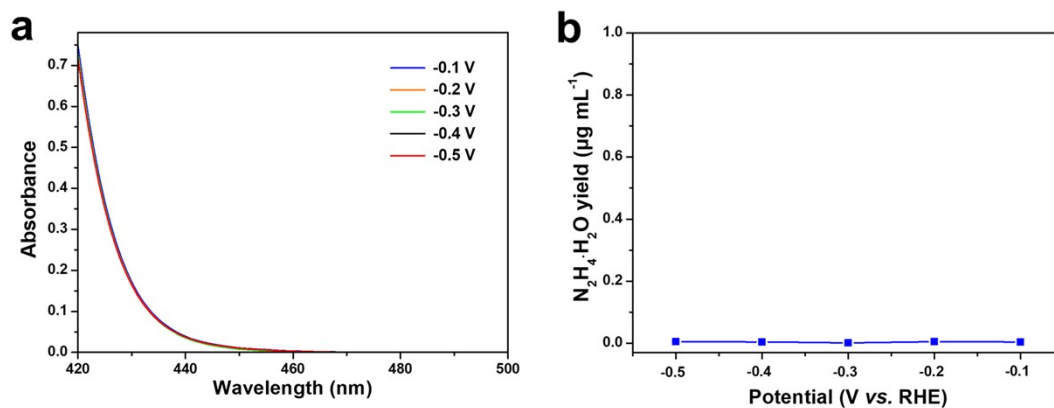 a
Absorbance
0.7
0.6
0.5
0.4
0.3
0.2
0.1
0.0
420
440
460
480
500
Wavelength (nm)
-0.1 V
-0.2 V
-0.3 V
-0.4 V
-0.5 V
b
N₂H₄·H₂O yield (μg mL⁻¹)
1.0
0.8
0.6
0.4
0.2
0.0
-0.5
-0.4
-0.3
-0.2
-0.1
Potential (V vs. RHE)